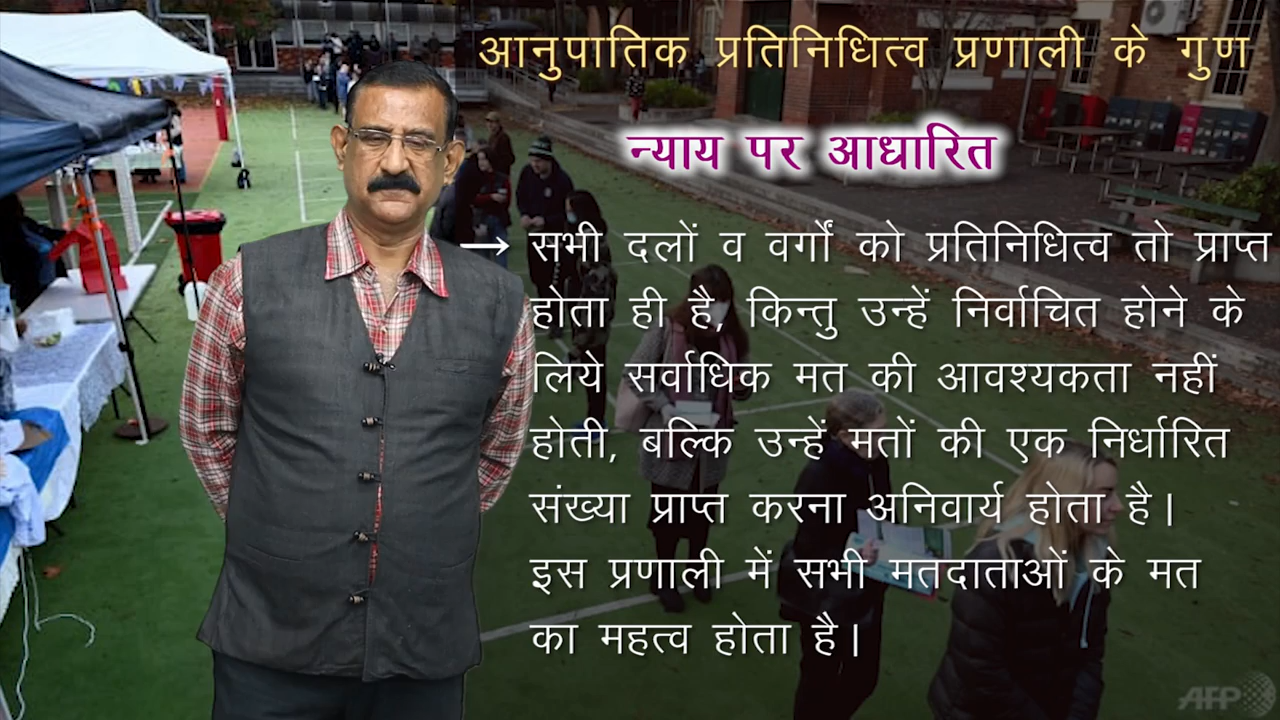 आनुपातिक प्रतिनिधित्व प्रणाली के गुण
न्याय पर आधारित
→ सभी दलों व वर्गों को प्रतिनिधित्व तो प्राप्त
होता ही है, किन्तु उन्हें निर्वाचित होने के
लिये सर्वाधिक मत की आवश्यकता नहीं
होती, बल्कि उन्हें मतों की एक निर्धारित
संख्या प्राप्त करना अनिवार्य होता है।
इस प्रणाली में सभी मतदाताओं के मत
का महत्व होता है।
AFP